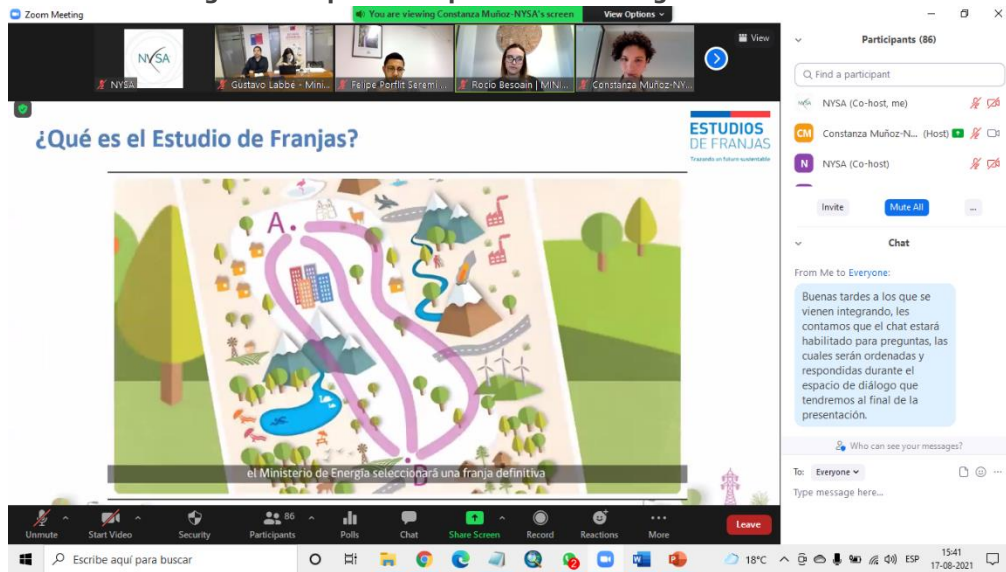 Zoom Meeting
You are viewing Constanza Muñoz-NYSA's screen
View Options
View
NYSA
NYSA
Gustavo Labbé - Mini...
Felipe Porflit Seremi ...
Rocío Besoain | MINI...
Constanza Muñoz-NY...
¿Qué es el Estudio de Franjas?
ESTUDIOS
DE FRANJAS
Trazando un futuro sustentable
A.
el Ministerio de Energía seleccionará una franja definitiva
Participants (86)
Find a participant
NYSA (Co-host, me)
CM
Constanza Muñoz-N... (Host)
N
NYSA (Co-host)
Invite
Mute All
...
Chat
From Me to Everyone:
Buenas tardes a los que se
vienen integrando, les
contamos que el chat estará
habilitado para preguntas, las
cuales serán ordenadas y
respondidas durante el
espacio de diálogo que
tendremos al final de la
presentación.
Who can see your messages?
To: Everyone
Type message here...
Unmute
Start Video
Security
86
Participants
Polls
Chat
Share Screen
Record
Reactions
More
Leave
Escribe aquí para buscar
18°C
ESP
15:41
17-08-2021